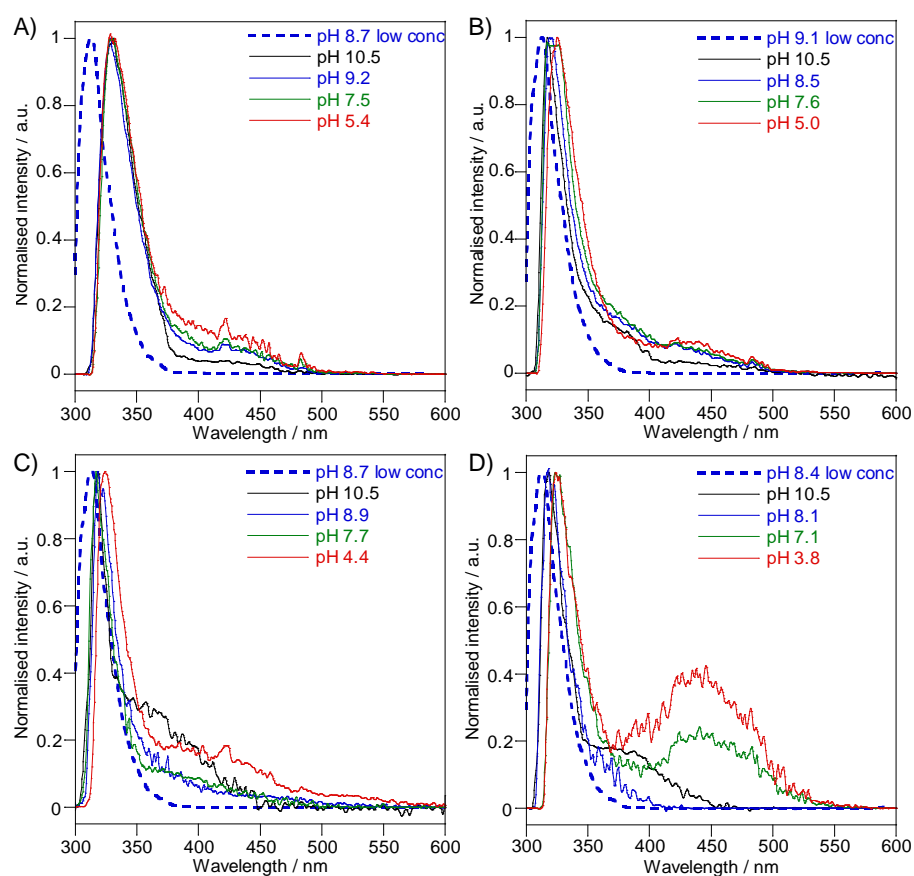 A)
pH 8.7 low conc
pH 10.5
pH 9.2
pH 7.5
pH 5.4
1
0.8
0.6
0.4
0.2
0
Normalised intensity / a.u.
300 350 400 450 500 550 600
Wavelength / nm
B)
pH 9.1 low conc
pH 10.5
pH 8.5
pH 7.6
pH 5.0
1
0.8
0.6
0.4
0.2
0
Normalised intensity / a.u.
300 350 400 450 500 550 600
Wavelength / nm
C)
pH 8.7 low conc
pH 10.5
pH 8.9
pH 7.7
pH 4.4
1
0.8
0.6
0.4
0.2
0
Normalised intensity / a.u.
300 350 400 450 500 550 600
Wavelength / nm
D)
pH 8.4 low conc
pH 10.5
pH 8.1
pH 7.1
pH 3.8
1
0.8
0.6
0.4
0.2
0
Normalised intensity / a.u.
300 350 400 450 500 550 600
Wavelength / nm